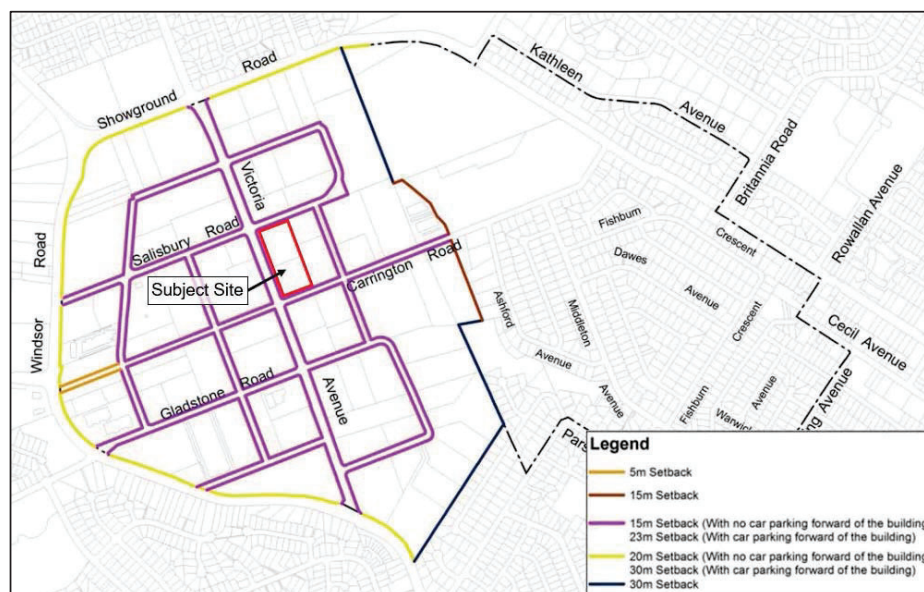 Kathleen
Avenue
Showground
Road
Britannia Road
Rowallan Avenue
Victoria
Fishburn
Crescent
Salisbury Road
Dawes
Road
Subject Site
Carrington Road
Avenue
Crescent
Ashford
Middleton
Cecil Avenue
Windsor
Avenue
Gladstone Road
Avenue
Avenue
Fishburn
Avenue
Legend
5m Setback
15m Setback
15m Setback (With no car parking forward of the building)
23m Setback (With car parking forward of the building)
20m Setback (With no car parking forward of the building)
30m Setback (With car parking forward of the building)
30m Setback